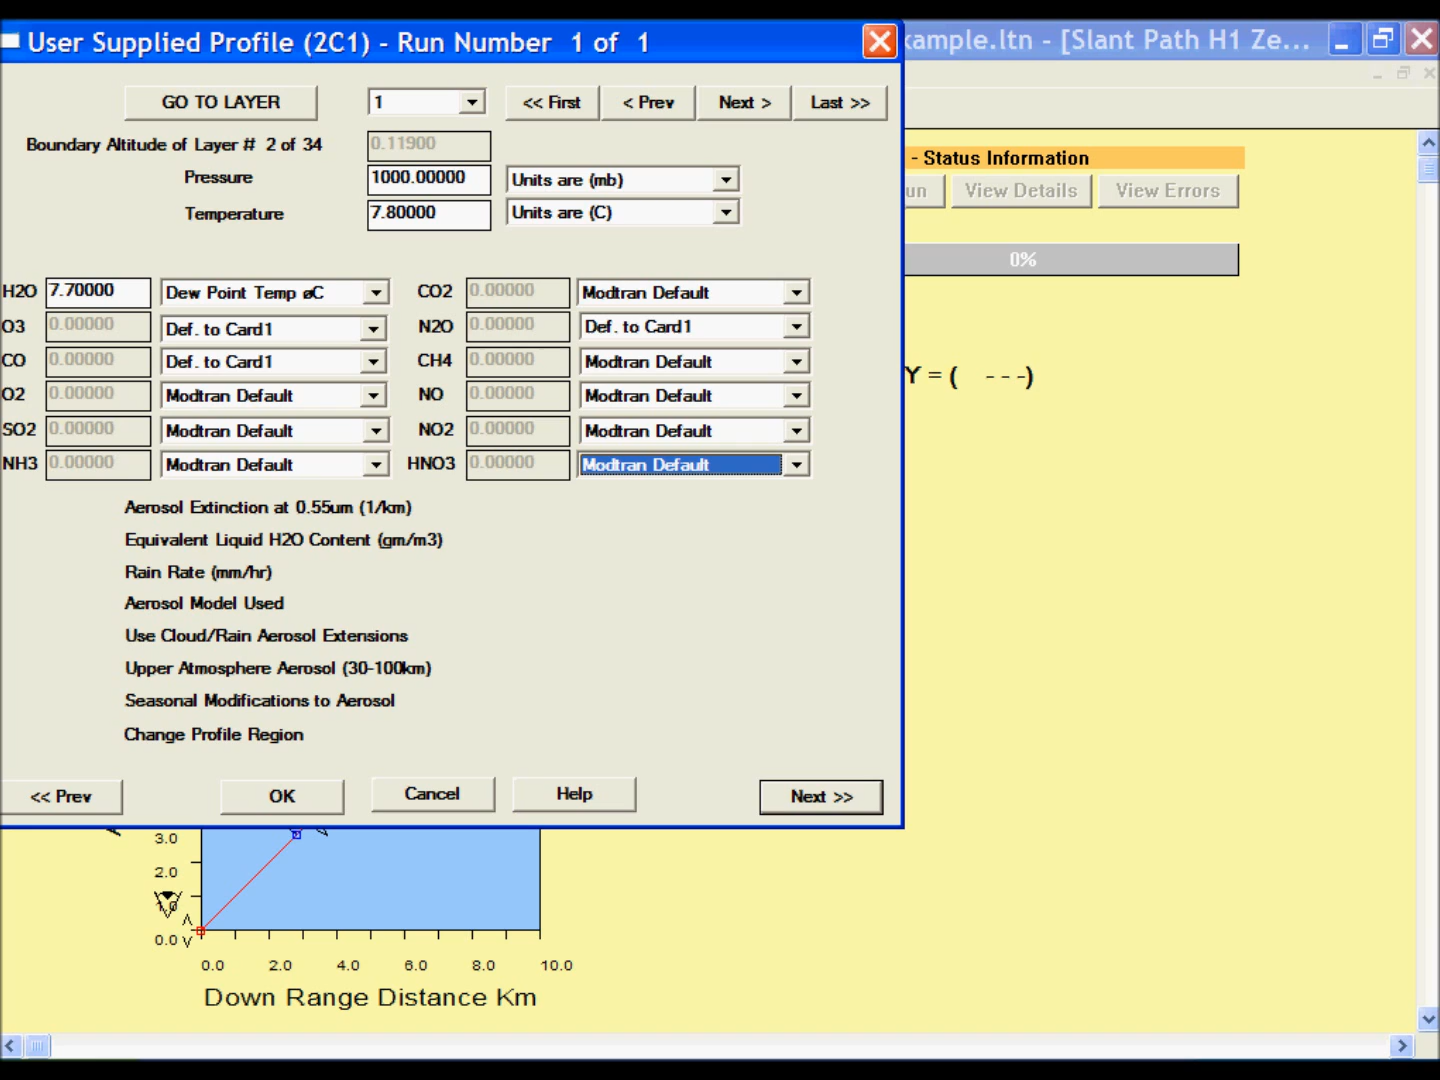 User Supplied Profile (2C1) - Run Number 1 of 1
ample.ltn - [Slant Path H1 Ze...
GO TO LAYER 1 << First < Prev Next > Last >>
Boundary Altitude of Layer # 2 of 34 0.11900
Pressure 1000.00000 Units are (mb)
Temperature 7.80000 Units are (C)
- Status Information
un View Details View Errors
0%
H2O 7.70000 Dew Point Temp øC CO2 0.00000 Modtran Default
O3 0.00000 Def. to Card1 N2O 0.00000 Def. to Card1
CO 0.00000 Def. to Card1 CH4 0.00000 Modtran Default
O2 0.00000 Modtran Default NO 0.00000 Modtran Default
SO2 0.00000 Modtran Default NO2 0.00000 Modtran Default
NH3 0.00000 Modtran Default HNO3 0.00000 Modtran Default
Y = ( - - -)
Aerosol Extinction at 0.55um (1/km)
Equivalent Liquid H2O Content (gm/m3)
Rain Rate (mm/hr)
Aerosol Model Used
Use Cloud/Rain Aerosol Extensions
Upper Atmosphere Aerosol (30-100km)
Seasonal Modifications to Aerosol
Change Profile Region
<< Prev OK Cancel Help Next >>
3.0
2.0
1.0
0.0
0.0 2.0 4.0 6.0 8.0 10.0
Down Range Distance Km